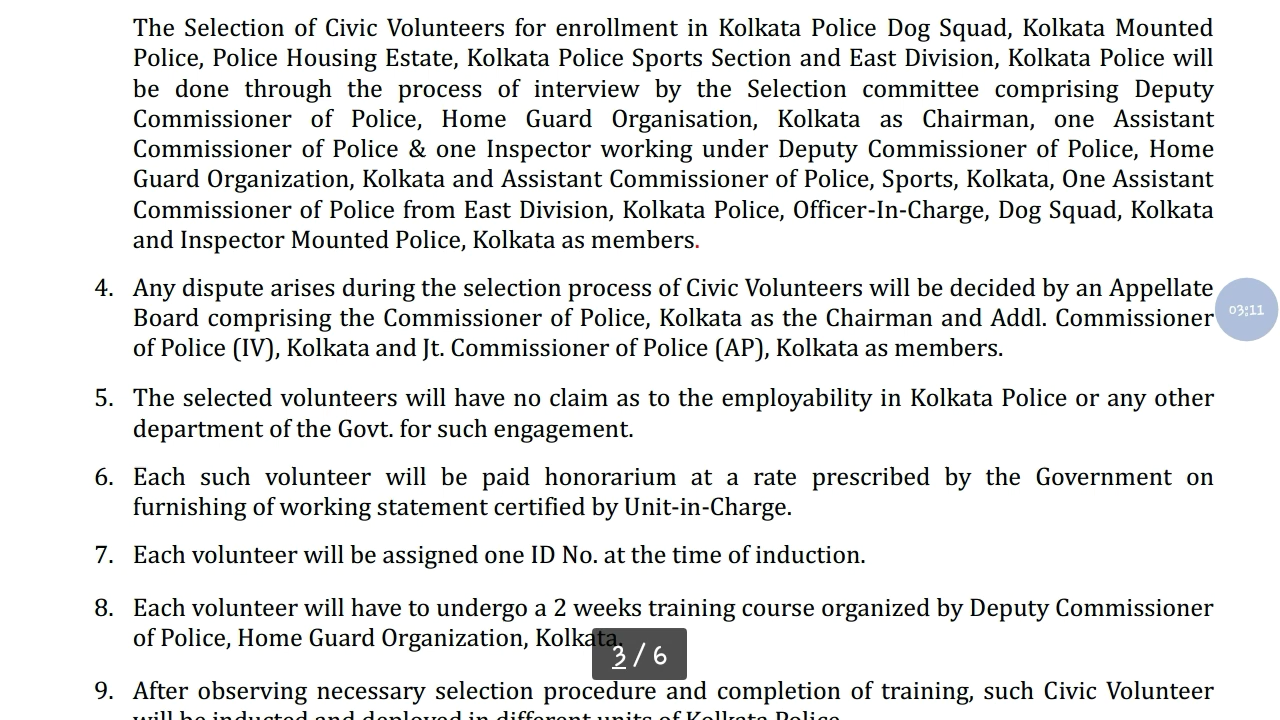 The Selection of Civic Volunteers for enrollment in Kolkata Police Dog Squad, Kolkata Mounted
Police, Police Housing Estate, Kolkata Police Sports Section and East Division, Kolkata Police will
be done through the process of interview by the Selection committee comprising Deputy
Commissioner of Police, Home Guard Organisation, Kolkata as Chairman, one Assistant
Commissioner of Police & one Inspector working under Deputy Commissioner of Police, Home
Guard Organization, Kolkata and Assistant Commissioner of Police, Sports, Kolkata, One Assistant
Commissioner of Police from East Division, Kolkata Police, Officer-In-Charge, Dog Squad, Kolkata
and Inspector Mounted Police, Kolkata as members.
4. Any dispute arises during the selection process of Civic Volunteers will be decided by an Appellate
Board comprising the Commissioner of Police, Kolkata as the Chairman and Addl. Commissioner
of Police (IV), Kolkata and Jt. Commissioner of Police (AP), Kolkata as members.
03:11
5. The selected volunteers will have no claim as to the employability in Kolkata Police or any other
department of the Govt. for such engagement.
6. Each such volunteer will be paid honorarium at a rate prescribed by the Government on
furnishing of working statement certified by Unit-in-Charge.
7. Each volunteer will be assigned one ID No. at the time of induction.
8. Each volunteer will have to undergo a 2 weeks training course organized by Deputy Commissioner
of Police, Home Guard Organization, Kolkata.
3 / 6
9. After observing necessary selection procedure and completion of training, such Civic Volunteer
will be inducted and deployed in different units of Kolkata Police.